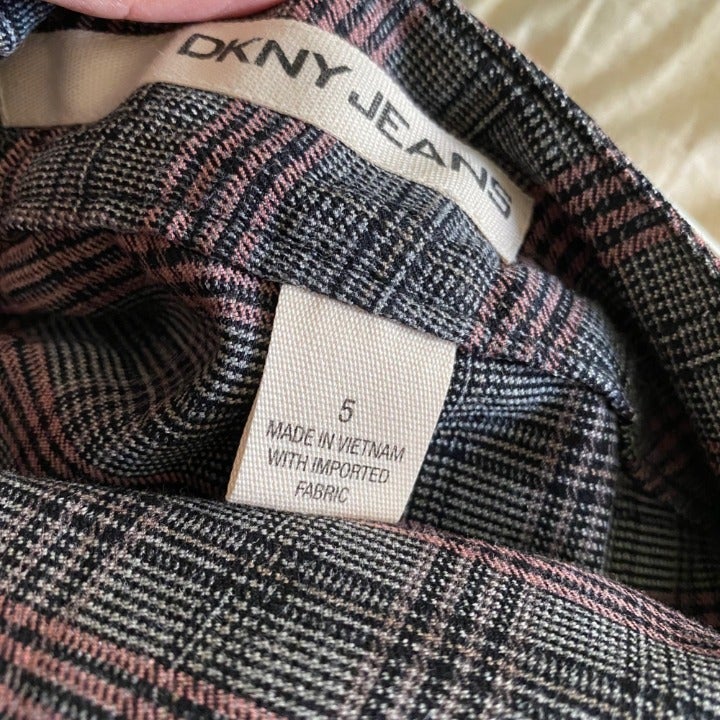 DKNY JEANS
5
MADE IN VIETNAM
WITH IMPORTED
FABRIC